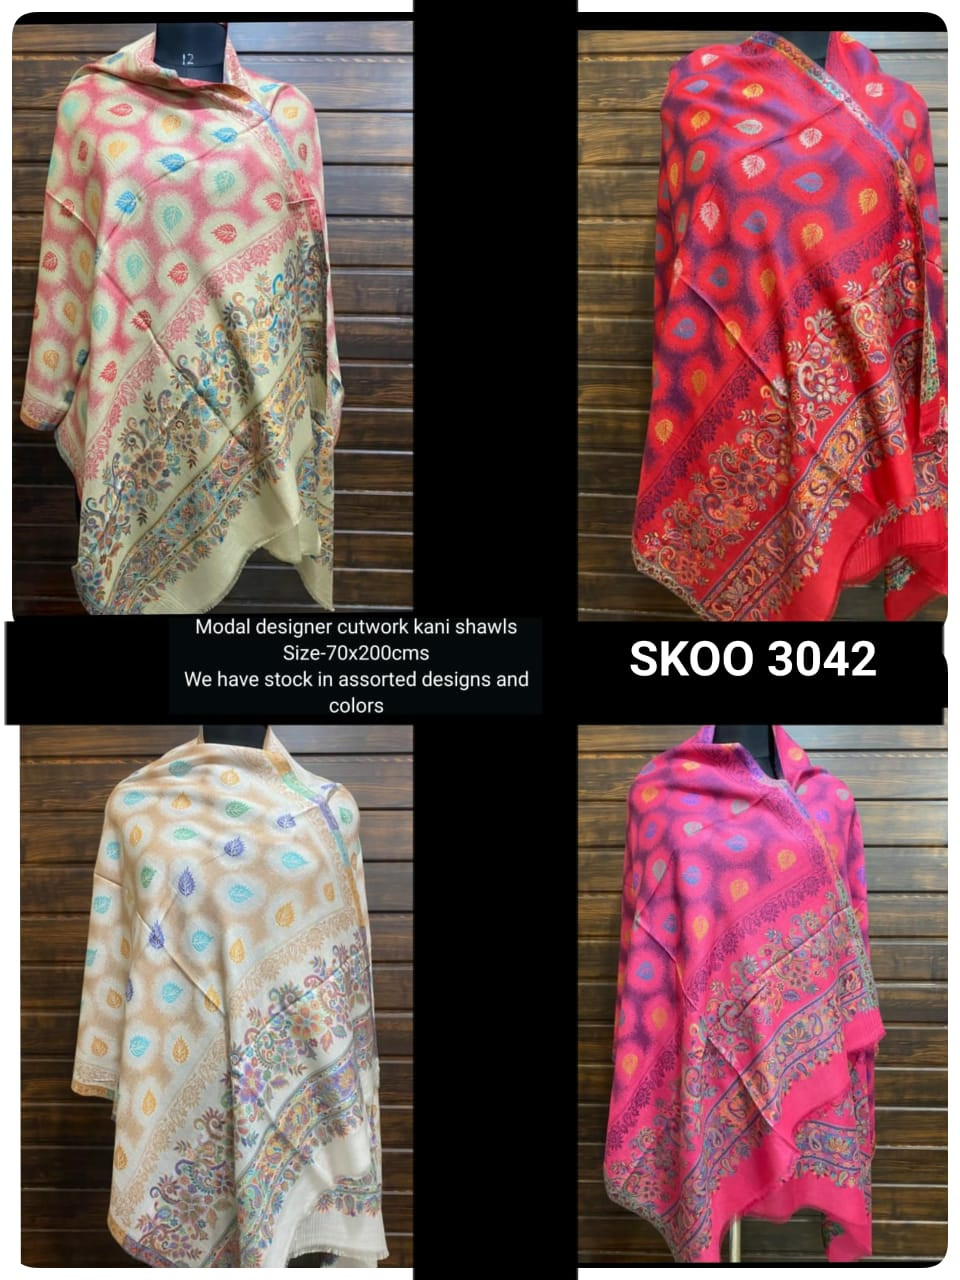 12
Modal designer cutwork kani shawls
Size-70x200cms
We have stock in assorted designs and
colors
SKOO 3042